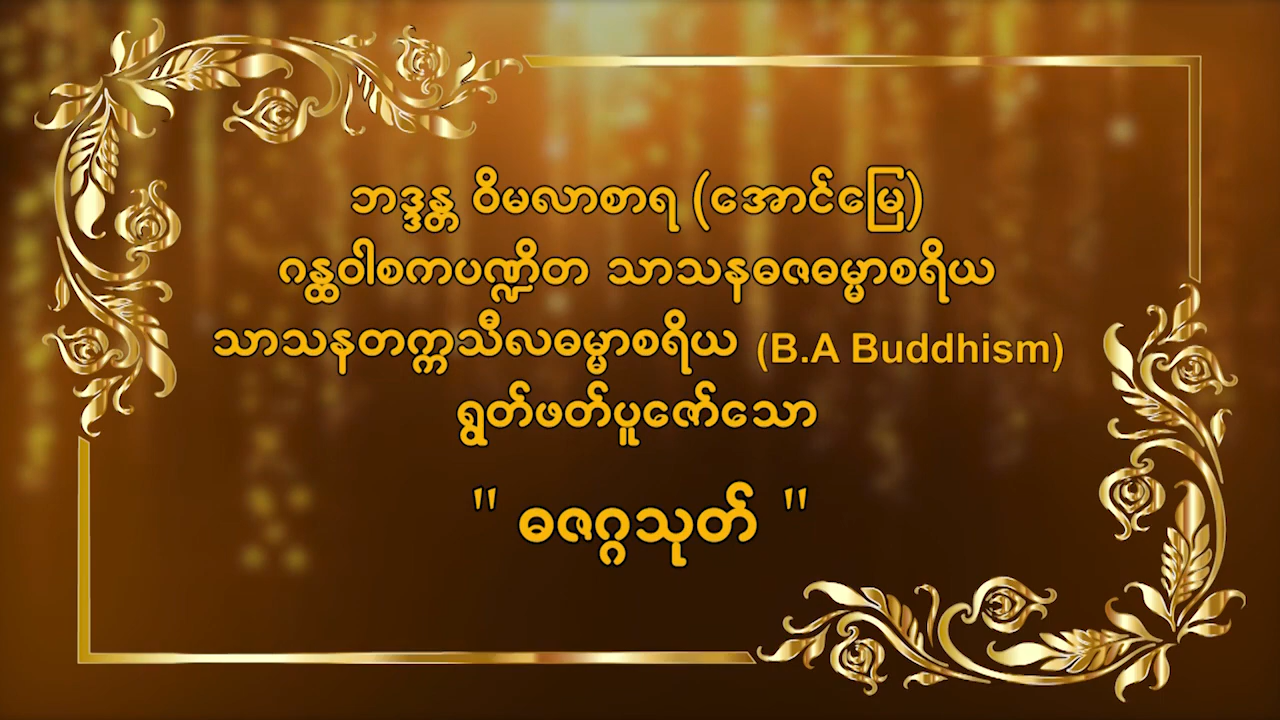 ဘဒ္ဒန္တ ဝိမလာစာရ (အောင်မြေ)
ဂန္ထဝါစကပဏ္ဍိတ သာသနဓဇဓမ္မာစရိယ
သာသနတက္ကသီလဓမ္မာစရိယ (B.A Buddhism)
ရွတ်ဖတ်ပူဇော်သော
" ဓဇဂ္ဂသုတ် "